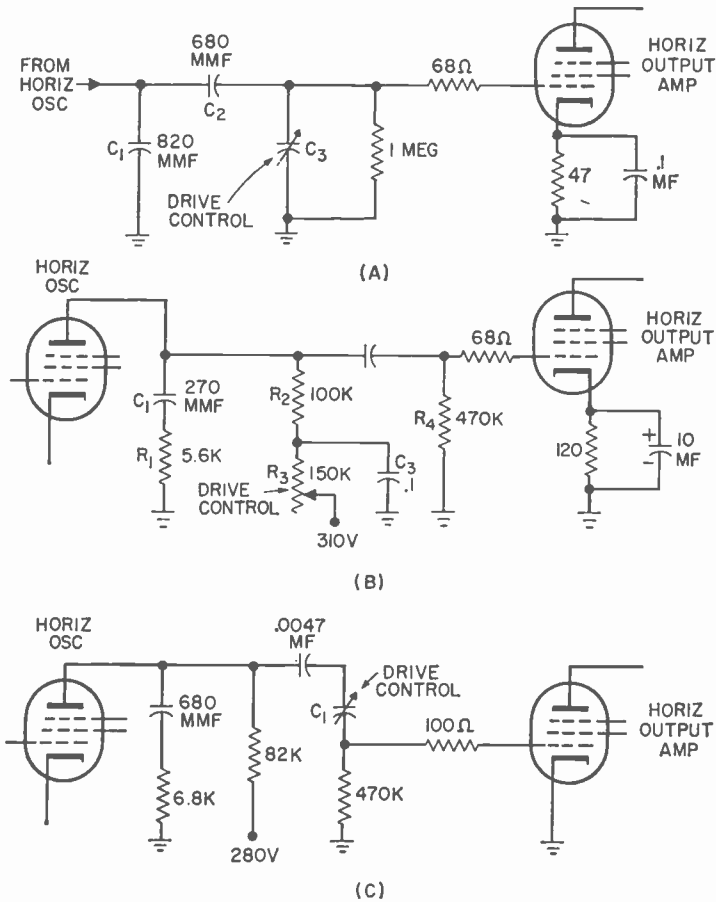 680
MMF
FROM
HORIZ
OSC
C2
C1
820
MMF
DRIVE
CONTROL
C3
1 MEG
68Ω
HORIZ
OUTPUT
AMP
47
.1
MF
(A)
HORIZ
OSC
C1
270
MMF
R1
5.6K
R2
100K
R3
150K
DRIVE
CONTROL
C3
.1
310V
R4
470K
68Ω
HORIZ
OUTPUT
AMP
120
+
-
10
MF
(B)
HORIZ
OSC
.0047
MF
680
MMF
6.8K
82K
280V
C1
DRIVE
CONTROL
470K
100Ω
HORIZ
OUTPUT
AMP
(C)